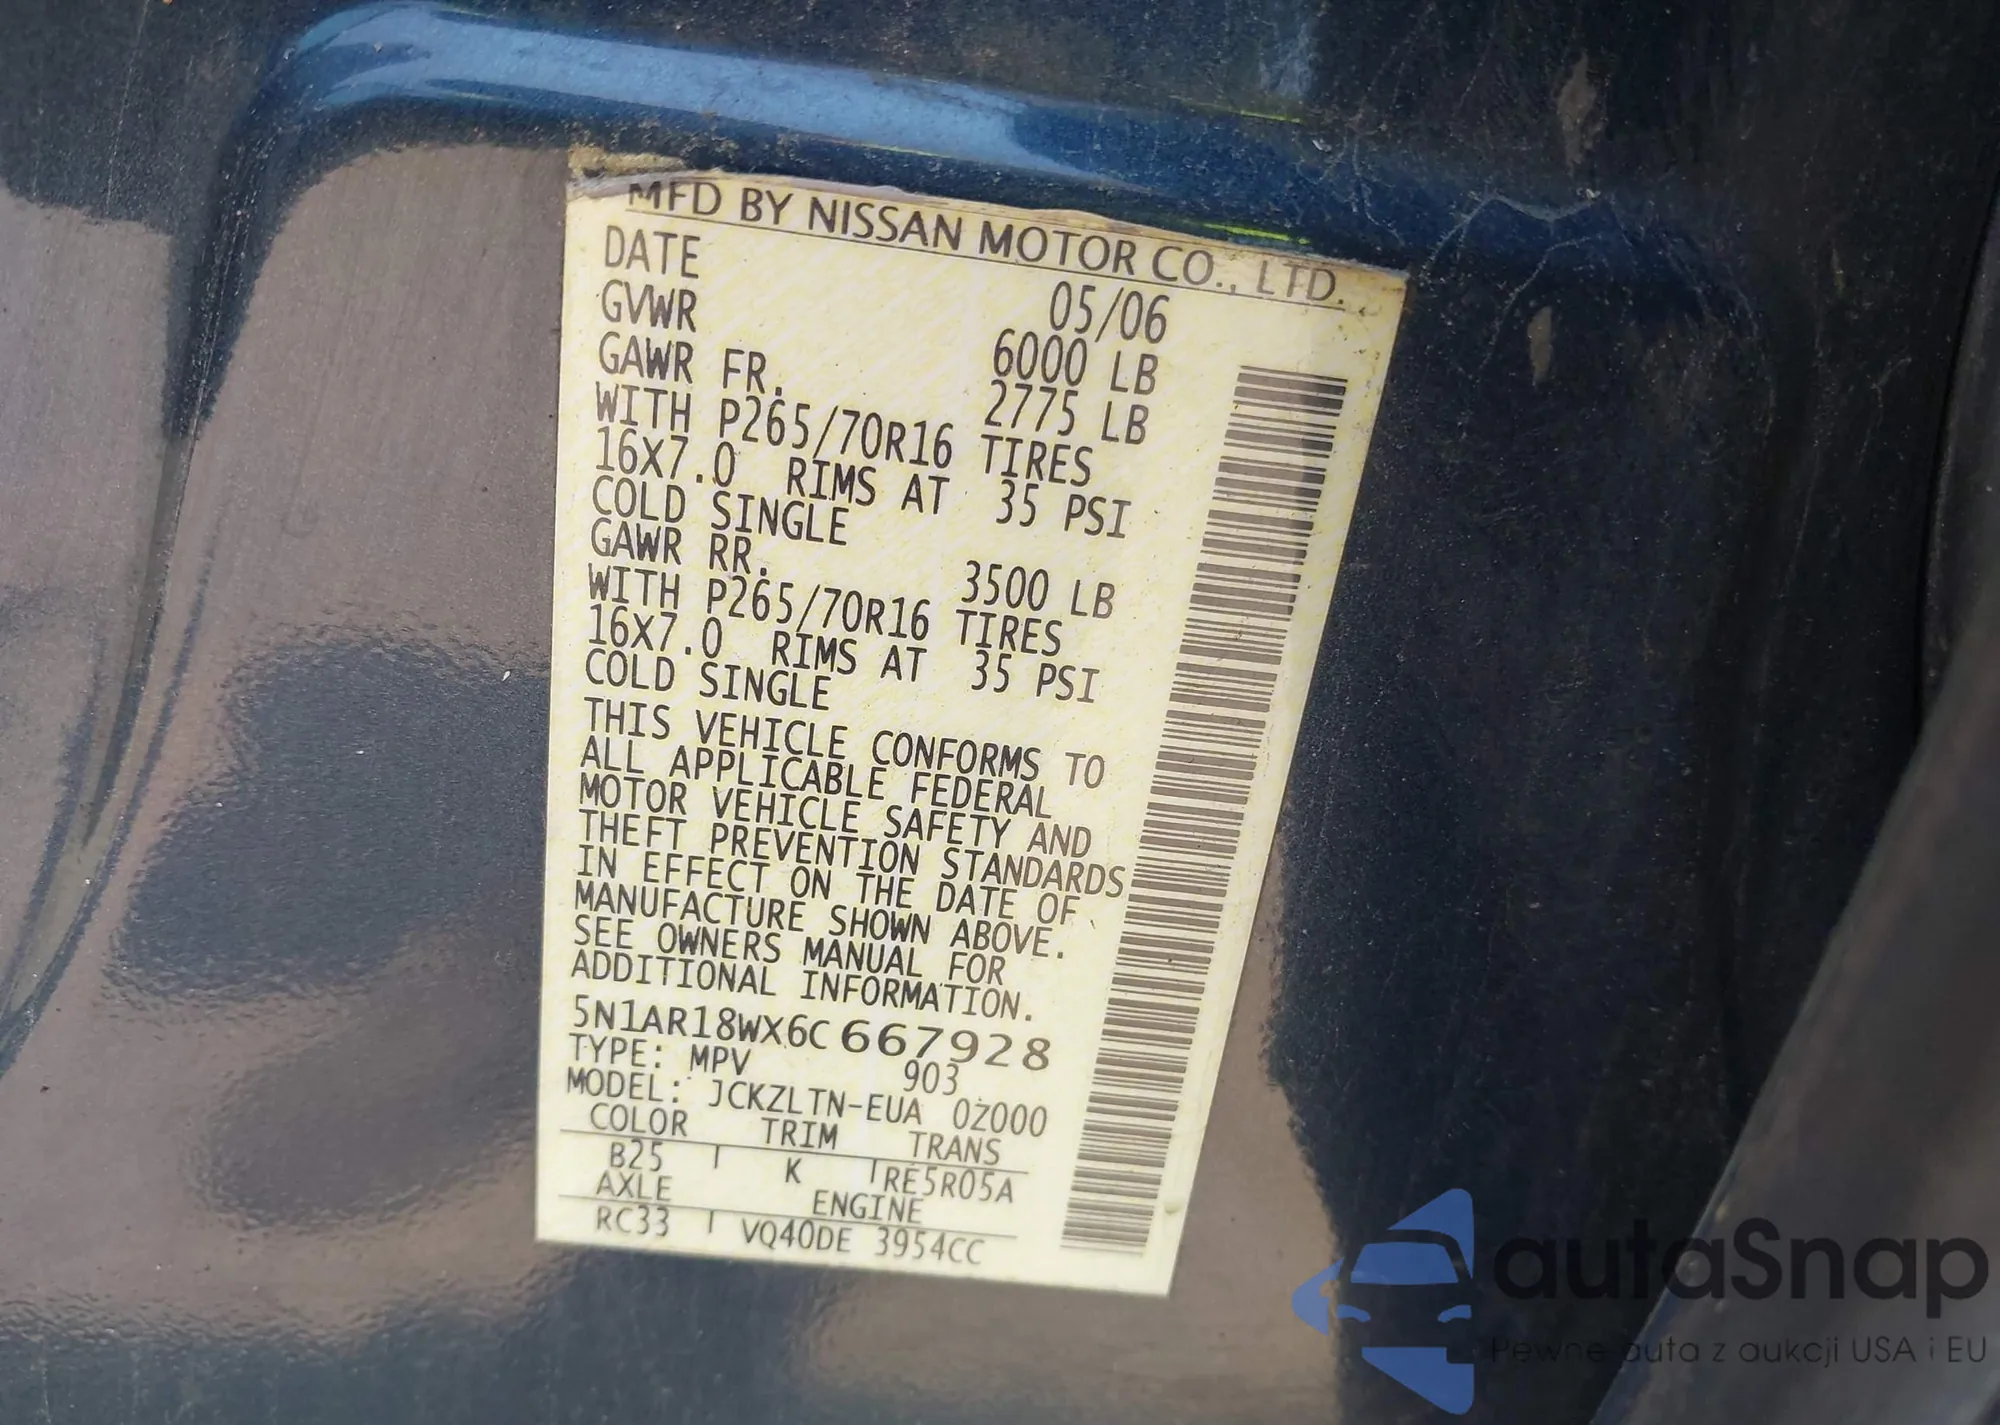 MFD BY NISSAN MOTOR CO., LTD.
DATE 05/06
GVWR 6000 LB
GAWR FR. 2775 LB
WITH P265/70R16 TIRES
16X7.0 RIMS AT 35 PSI
COLD SINGLE
GAWR RR. 3500 LB
WITH P265/70R16 TIRES
16X7.0 RIMS AT 35 PSI
COLD SINGLE
THIS VEHICLE CONFORMS TO
ALL APPLICABLE FEDERAL
MOTOR VEHICLE SAFETY AND
THEFT PREVENTION STANDARDS
IN EFFECT ON THE DATE OF
MANUFACTURE SHOWN ABOVE.
SEE OWNERS MANUAL FOR
ADDITIONAL INFORMATION.
5N1AR18WX6C667928
TYPE: MPV 903
MODEL: JCKZLTN-EUA 0Z000
COLOR TRIM TRANS
B25 K RE5R05A
AXLE ENGINE
RC33 VQ40DE 3954CC
autaSnap
Pewne auta z aukcji USA i EU